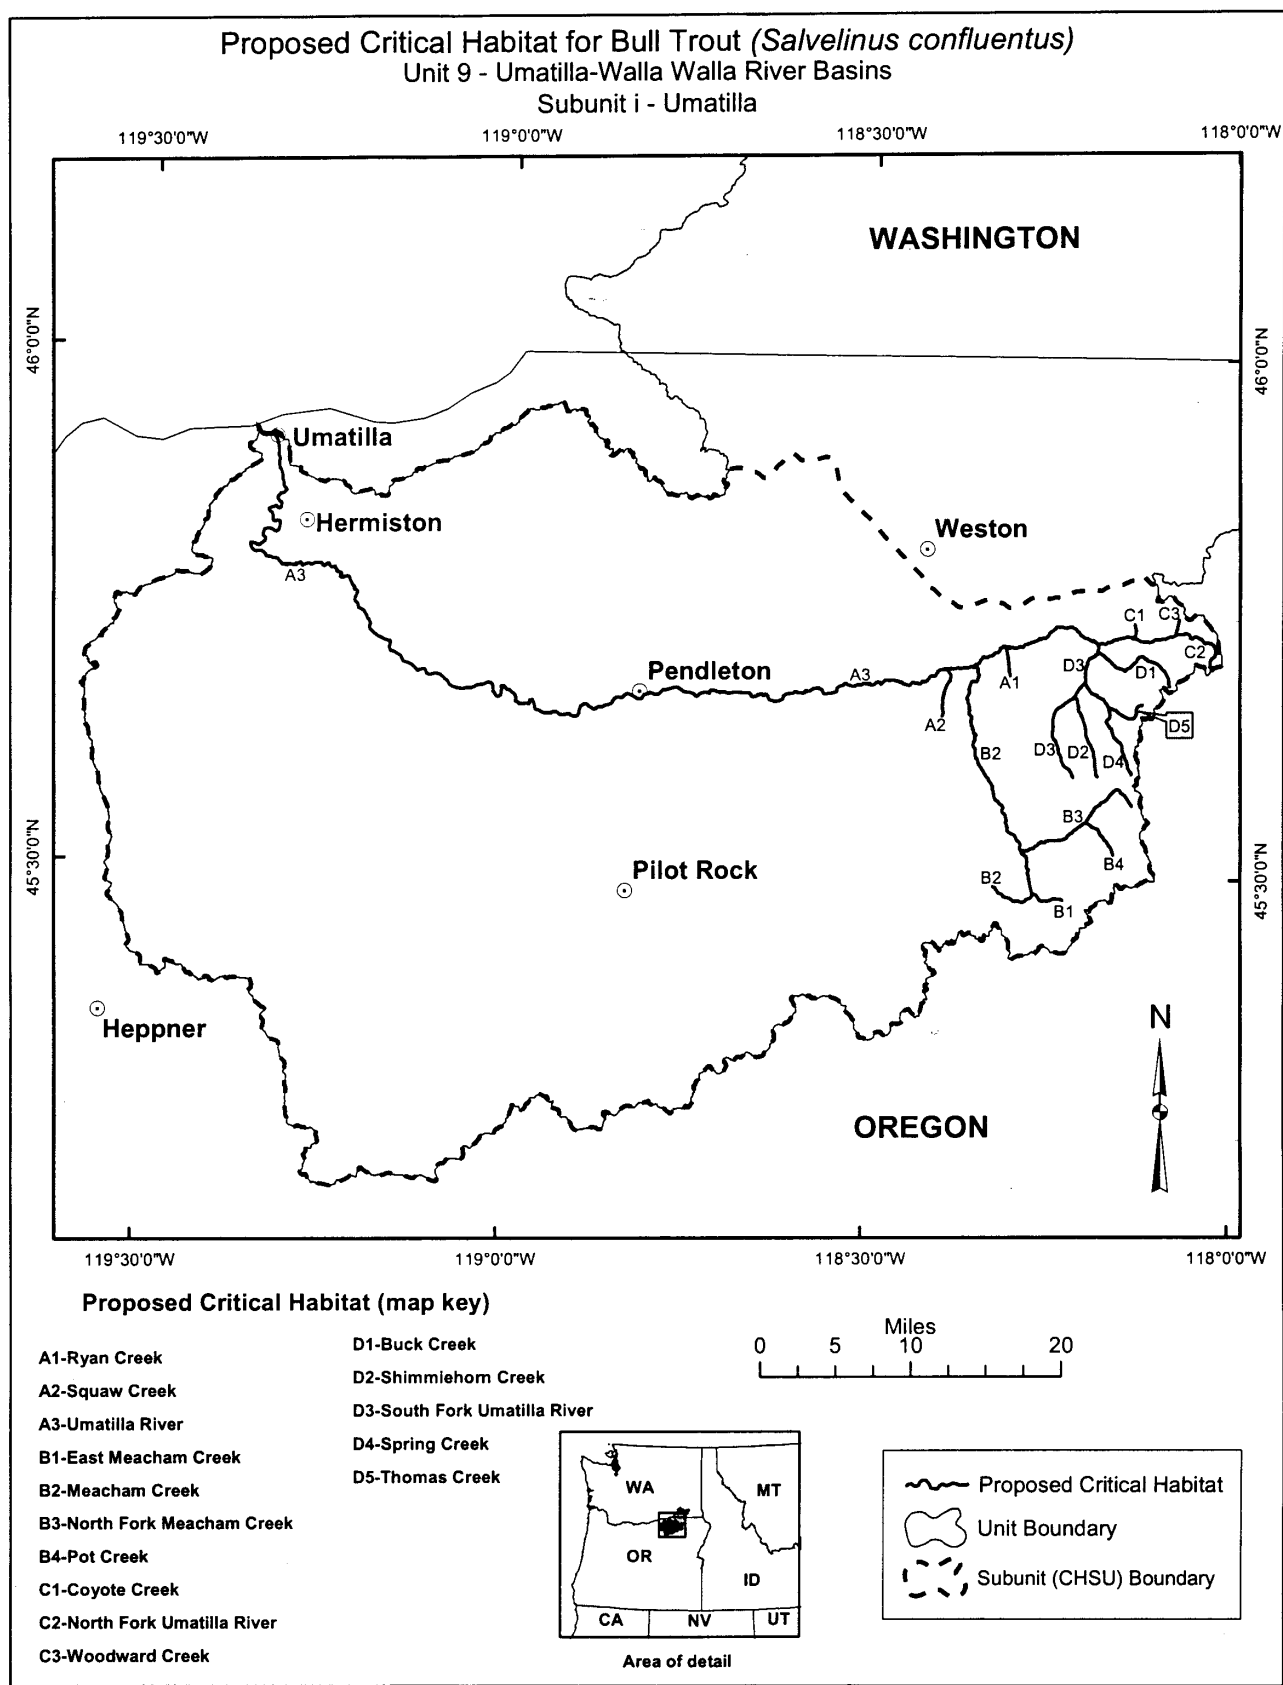 Proposed Critical Habitat for Bull Trout (Salvelinus confluentus)
Unit 9 - Umatilla-Walla Walla River Basins
Subunit i - Umatilla
119°30'0"W
119°0'0"W
118°30'0"W
118°0'0"W
WASHINGTON
46°0'0"N
46°0'0"N
Umatilla
Hermiston
Weston
A3
C1
C3
C2
Pendleton
A3
A1
D3
D1
A2
D5
B2
D3
D2
D4
B3
45°30'0"N
45°30'0"N
Pilot Rock
B4
B2
B1
Heppner
N
OREGON
119°30'0"W
119°0'0"W
118°30'0"W
118°0'0"W
Proposed Critical Habitat (map key)
A1-Ryan Creek
A2-Squaw Creek
A3-Umatilla River
B1-East Meacham Creek
B2-Meacham Creek
B3-North Fork Meacham Creek
B4-Pot Creek
C1-Coyote Creek
C2-North Fork Umatilla River
C3-Woodward Creek
D1-Buck Creek
D2-Shimmiehorn Creek
D3-South Fork Umatilla River
D4-Spring Creek
D5-Thomas Creek
Miles
0 5 10 20
WA
MT
OR
ID
CA
NV
UT
Area of detail
Proposed Critical Habitat
Unit Boundary
Subunit (CHSU) Boundary